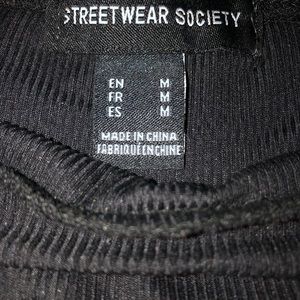 STREETWEAR SOCIETY
EN M
FR M
ES M
MADE IN CHINA
FABRIQUÉ EN CHINE